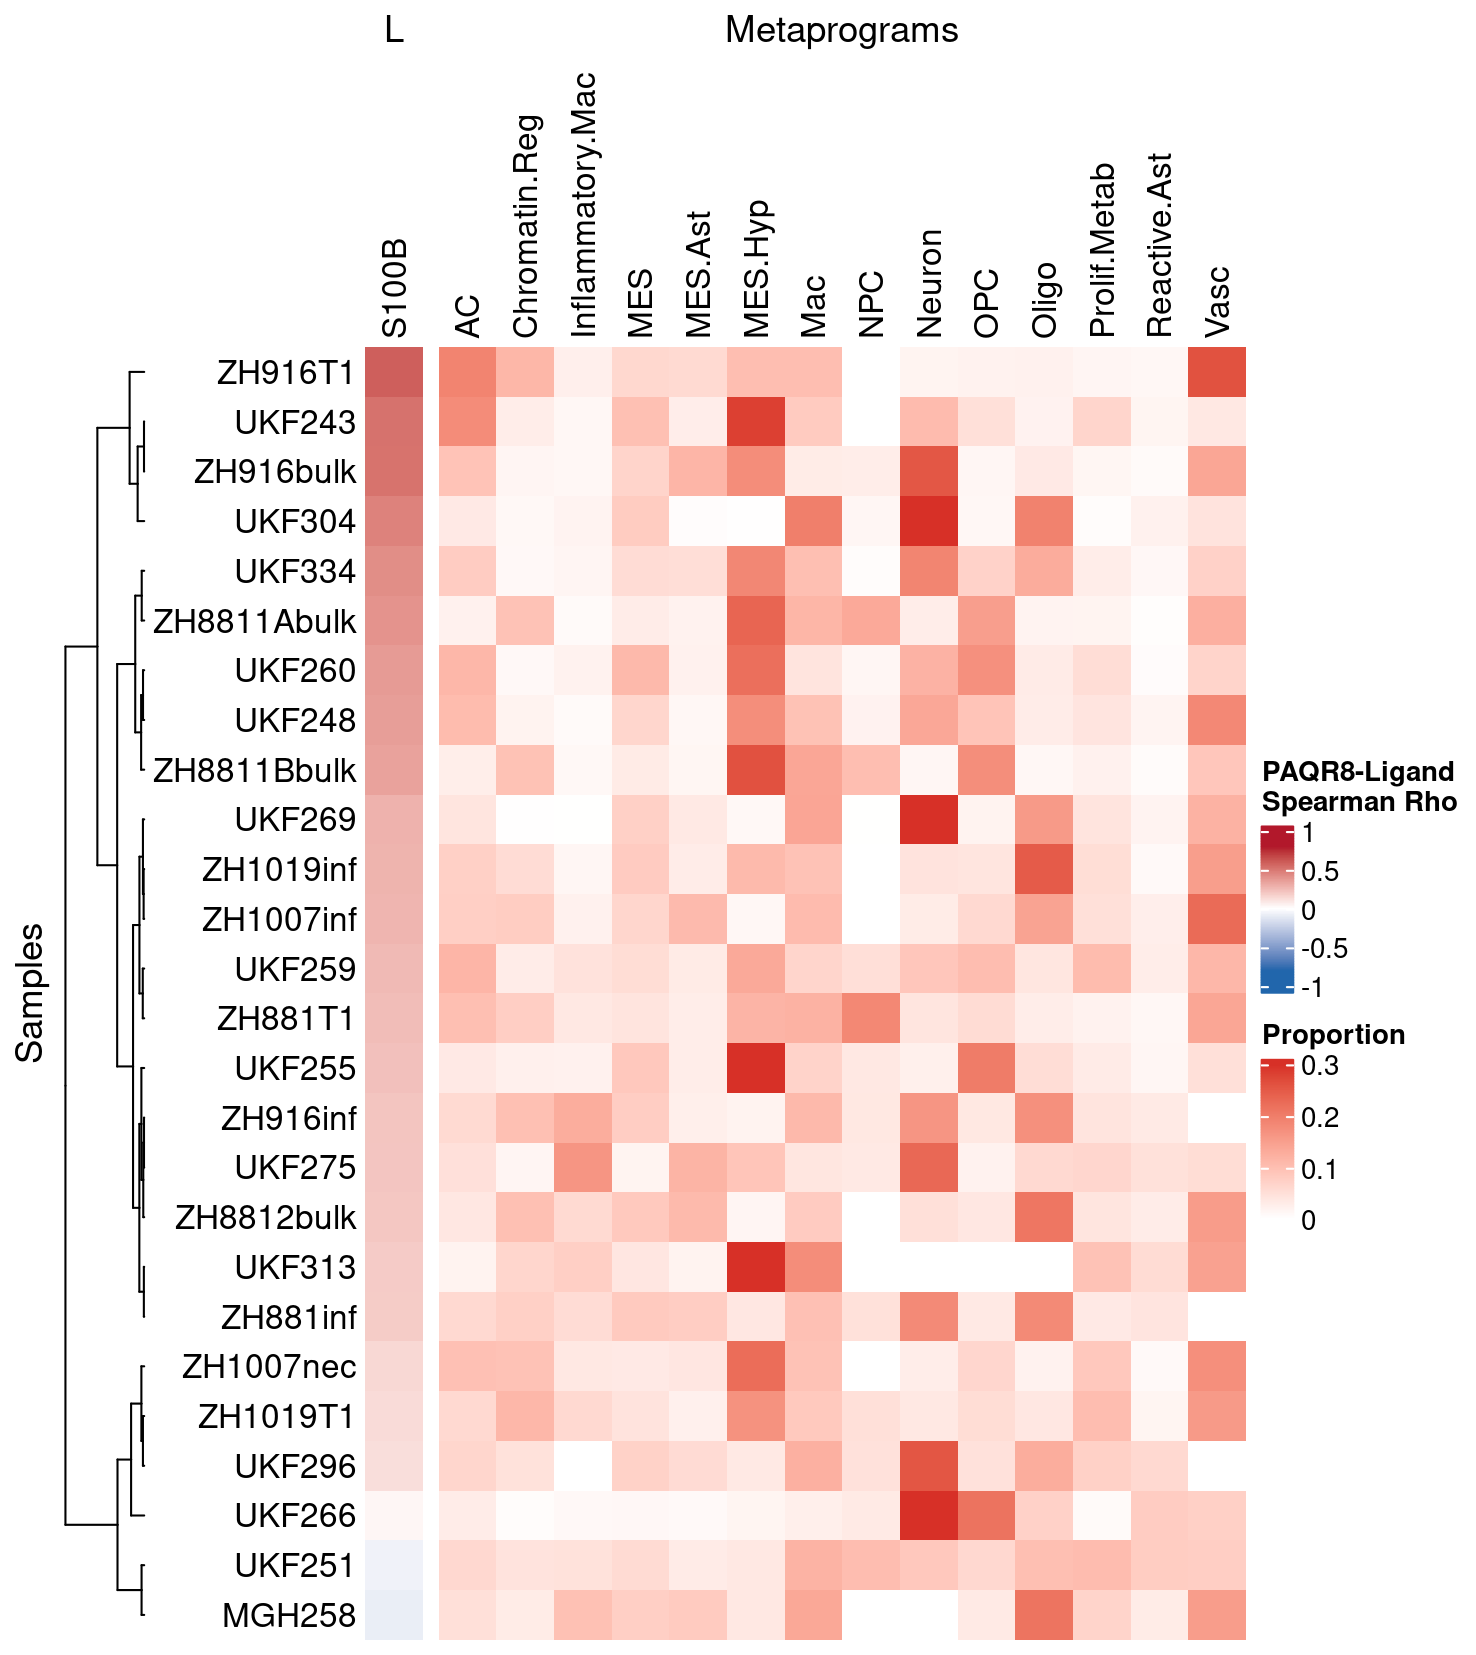 L Metaprograms
S100B AC Chromatin.Reg Inflammatory.Mac MES MES.Ast MES.Hyp Mac NPC Neuron OPC Oligo Prolif.Metab Reactive.Ast Vasc
Samples
ZH916T1
UKF243
ZH916bulk
UKF304
UKF334
ZH8811Abulk
UKF260
UKF248
ZH8811Bbulk
UKF269
ZH1019inf
ZH1007inf
UKF259
ZH881T1
UKF255
ZH916inf
UKF275
ZH8812bulk
UKF313
ZH881inf
ZH1007nec
ZH1019T1
UKF296
UKF266
UKF251
MGH258
PAQR8-Ligand
Spearman Rho
1
0.5
0
0
-0.5
-1
Proportion
0.3
0.2
0.1
0